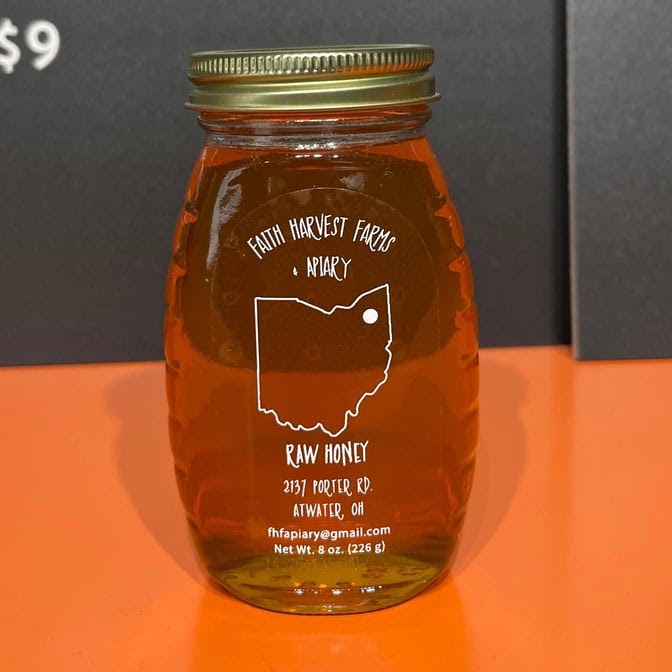 $9
FAITH HARVEST FARMS
& APIARY
RAW HONEY
2137 PORTER RD.
ATWATER, OH
fhfapiary@gmail.com
Net Wt. 8 oz. (226 g)